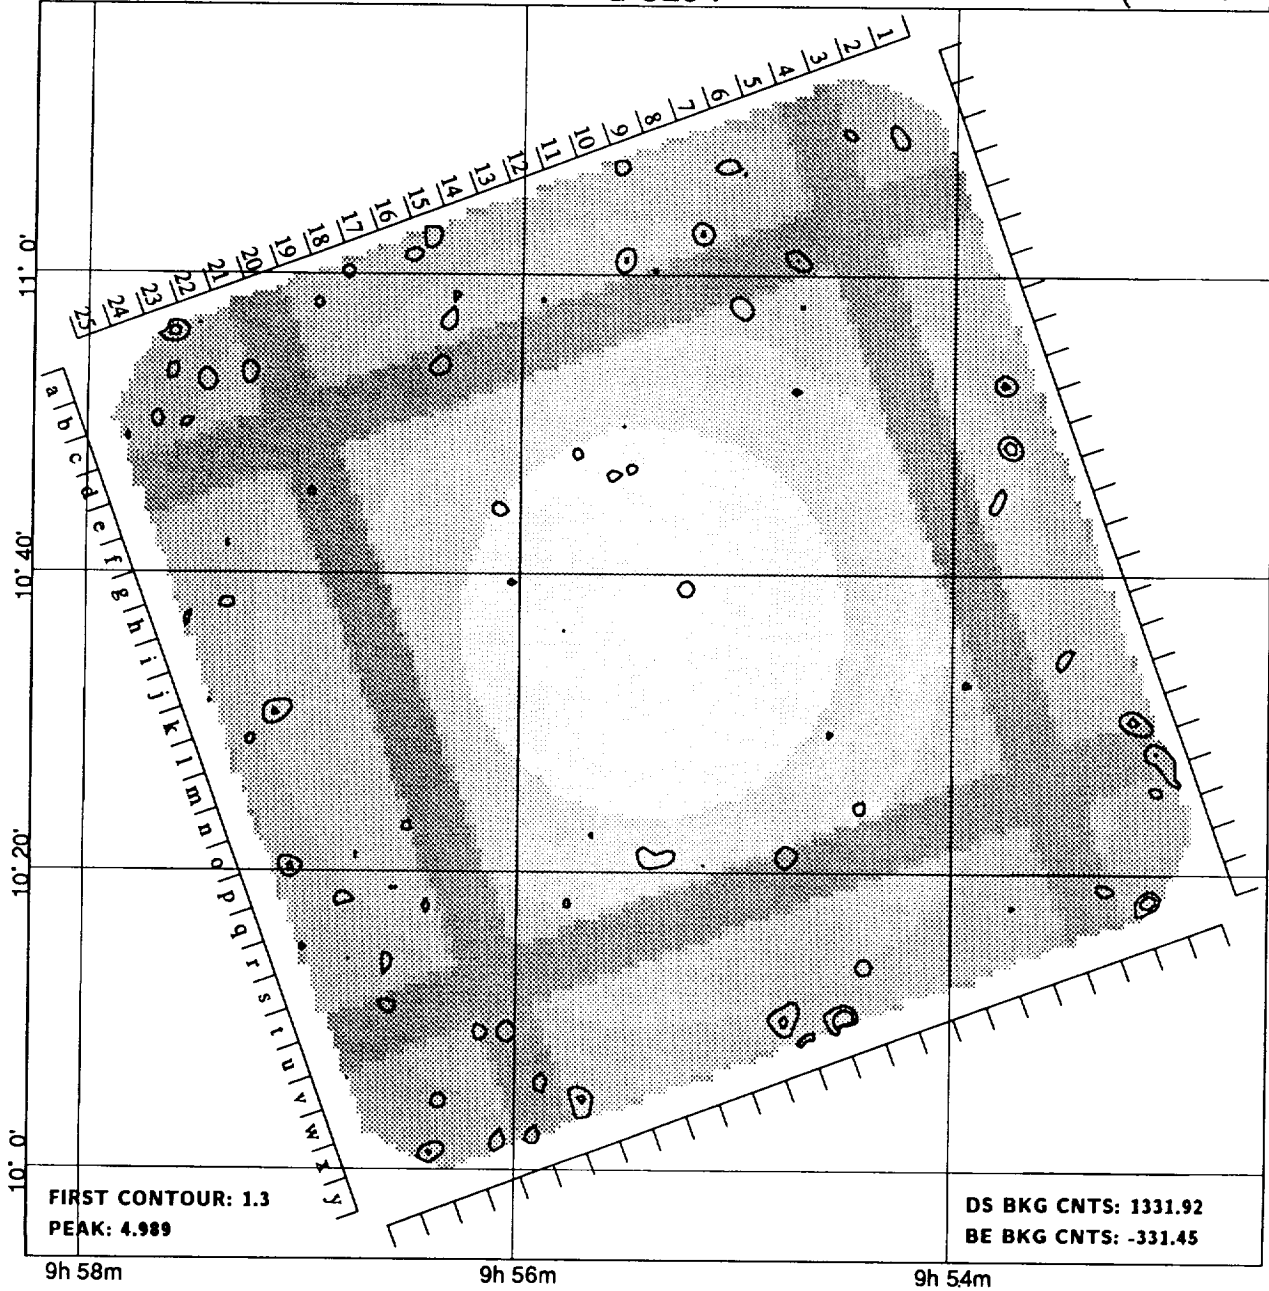 1 2 3 4 5 6 7 8 9 10 11 12 13 14 15 16 17 18 19 20 21 22 23 24 25
a b c d e f g h i j k l m n o p q r s t u v w x y
11° 0'
10° 40'
10° 20'
10° 0'
FIRST CONTOUR: 1.3
PEAK: 4.989
DS BKG CNTS: 1331.92
BE BKG CNTS: -331.45
9h 58m
9h 56m
9h 54m